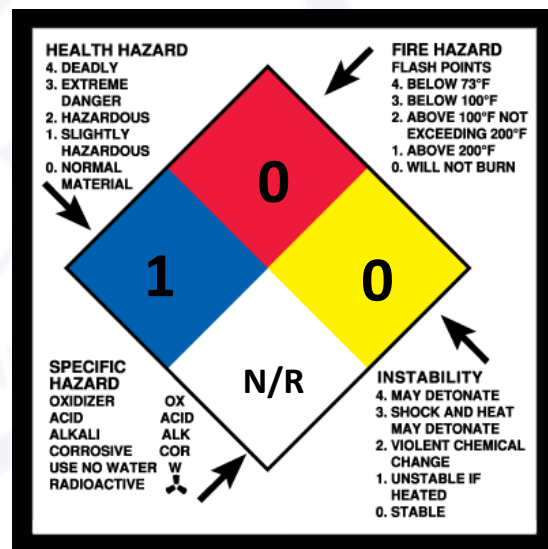 HEALTH HAZARD
4. DEADLY
3. EXTREME
DANGER
2. HAZARDOUS
1. SLIGHTLY
HAZARDOUS
0. NORMAL
MATERIAL
FIRE HAZARD
FLASH POINTS
4. BELOW 73°F
3. BELOW 100°F
2. ABOVE 100°F NOT
EXCEEDING 200°F
1. ABOVE 200°F
0. WILL NOT BURN
0
1
0
N/R
SPECIFIC
HAZARD
OXIDIZER OX
ACID ACID
ALKALI ALK
CORROSIVE COR
USE NO WATER W
RADIOACTIVE
INSTABILITY
4. MAY DETONATE
3. SHOCK AND HEAT
MAY DETONATE
2. VIOLENT CHEMICAL
CHANGE
1. UNSTABLE IF
HEATED
0. STABLE